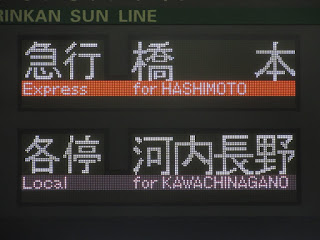 RINKAN SUN LINE
急行 橋本
Express for HASHIMOTO
各停 河内長野
Local for KAWACHINAGANO